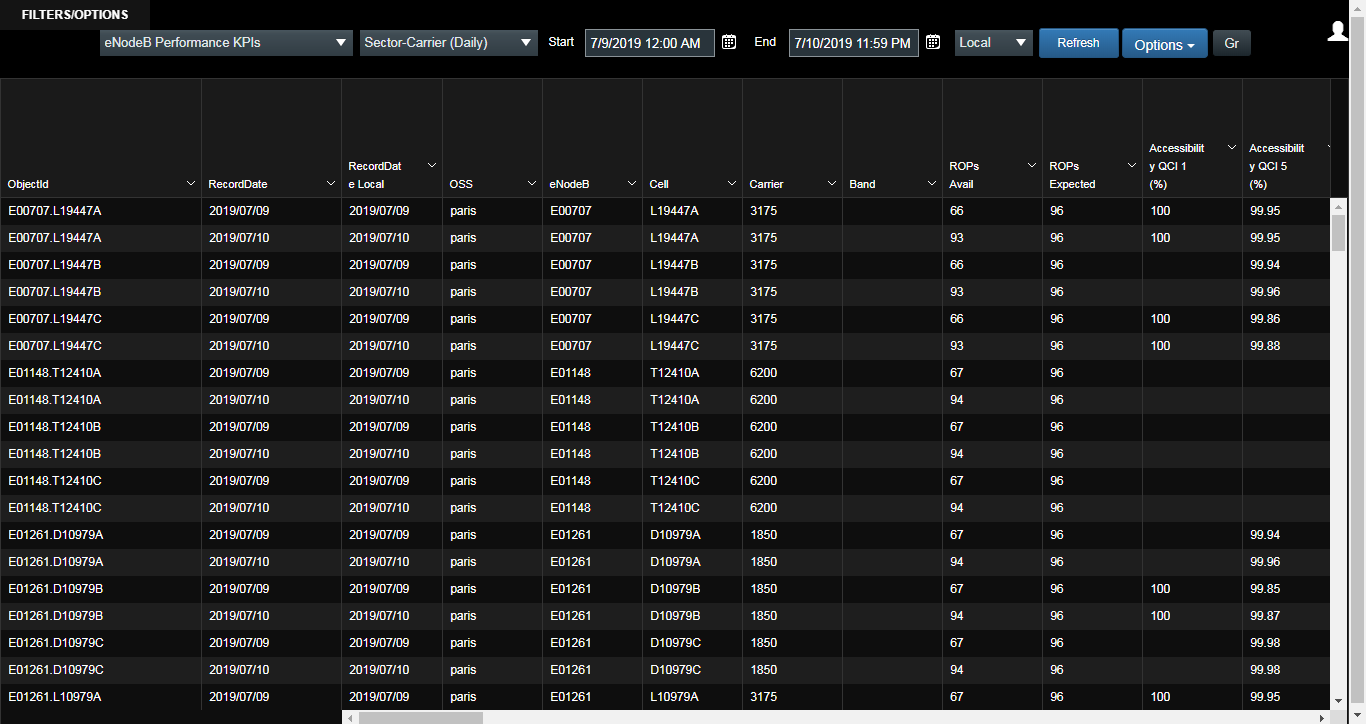 FILTERS/OPTIONS
eNodeB Performance KPIs Sector-Carrier (Daily) Start 7/9/2019 12:00 AM End 7/10/2019 11:59 PM Local Refresh Options Gr
ObjectId RecordDate RecordDat
e Local OSS eNodeB Cell Carrier Band ROPs
Avail ROPs
Expected Accessibilit
y QCI 1
(%) Accessibilit
y QCI 5
(%)
E00707.L19447A 2019/07/09 2019/07/09 paris E00707 L19447A 3175 66 96 100 99.95
E00707.L19447A 2019/07/10 2019/07/10 paris E00707 L19447A 3175 93 96 100 99.95
E00707.L19447B 2019/07/09 2019/07/09 paris E00707 L19447B 3175 66 96 99.94
E00707.L19447B 2019/07/10 2019/07/10 paris E00707 L19447B 3175 93 96 99.96
E00707.L19447C 2019/07/09 2019/07/09 paris E00707 L19447C 3175 66 96 100 99.86
E00707.L19447C 2019/07/10 2019/07/10 paris E00707 L19447C 3175 93 96 100 99.88
E01148.T12410A 2019/07/09 2019/07/09 paris E01148 T12410A 6200 67 96
E01148.T12410A 2019/07/10 2019/07/10 paris E01148 T12410A 6200 94 96
E01148.T12410B 2019/07/09 2019/07/09 paris E01148 T12410B 6200 67 96
E01148.T12410B 2019/07/10 2019/07/10 paris E01148 T12410B 6200 94 96
E01148.T12410C 2019/07/09 2019/07/09 paris E01148 T12410C 6200 67 96
E01148.T12410C 2019/07/10 2019/07/10 paris E01148 T12410C 6200 94 96
E01261.D10979A 2019/07/09 2019/07/09 paris E01261 D10979A 1850 67 96 99.94
E01261.D10979A 2019/07/10 2019/07/10 paris E01261 D10979A 1850 94 96 99.96
E01261.D10979B 2019/07/09 2019/07/09 paris E01261 D10979B 1850 67 96 100 99.85
E01261.D10979B 2019/07/10 2019/07/10 paris E01261 D10979B 1850 94 96 100 99.87
E01261.D10979C 2019/07/09 2019/07/09 paris E01261 D10979C 1850 67 96 99.98
E01261.D10979C 2019/07/10 2019/07/10 paris E01261 D10979C 1850 94 96 99.98
E01261.L10979A 2019/07/09 2019/07/09 paris E01261 L10979A 3175 67 96 100 99.95